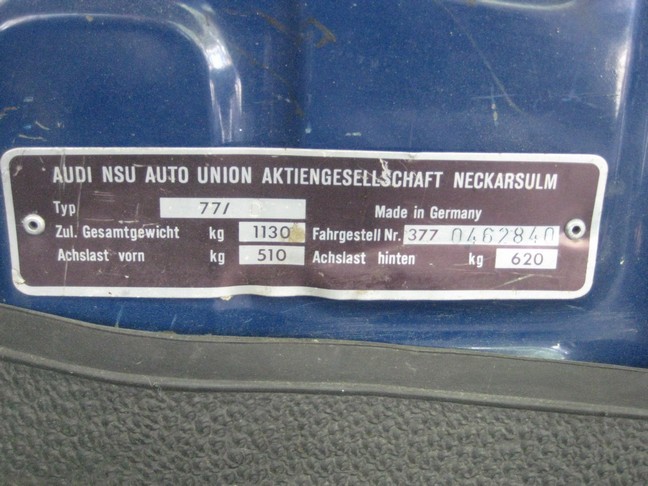 AUDI NSU AUTO UNION AKTIENGESELLSCHAFT NECKARSULM
Typ 77/ Made in Germany
Zul. Gesamtgewicht kg 1130 Fahrgestell Nr. 377 0462840
Achslast vorn kg 510 Achslast hinten kg 620